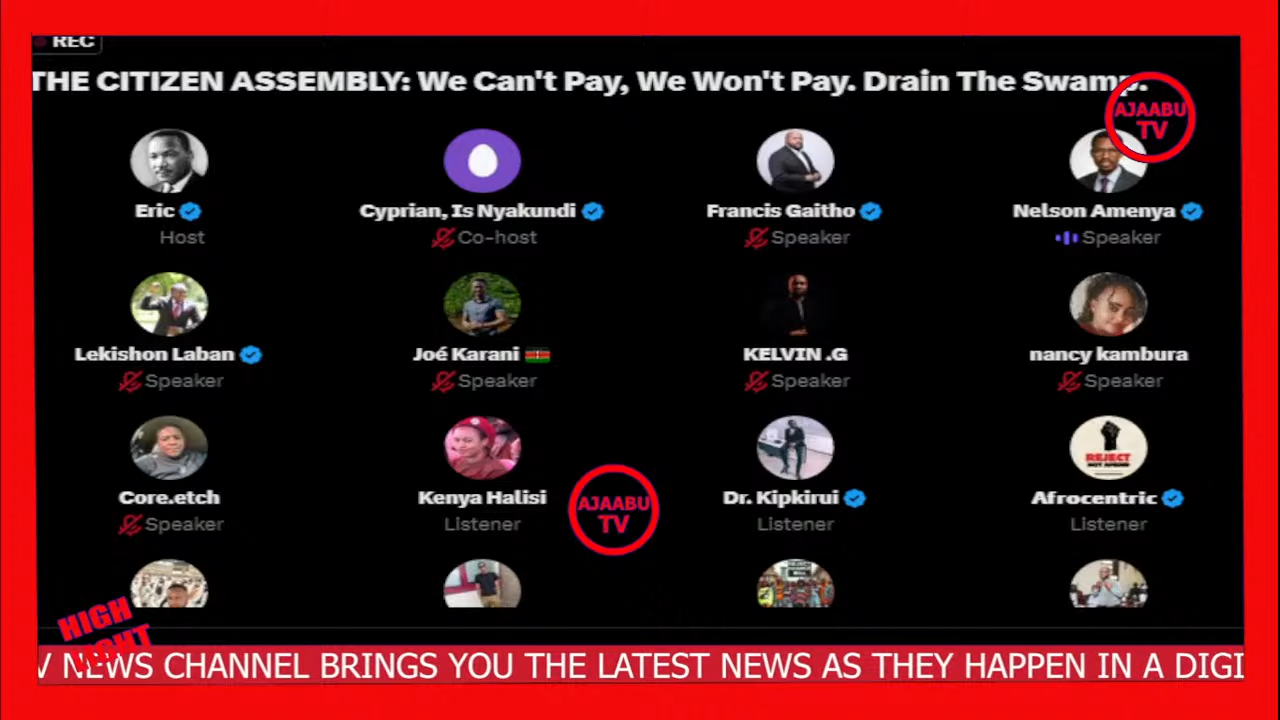 REC
THE CITIZEN ASSEMBLY: We Can't Pay, We Won't Pay. Drain The Swamp.
AJAABU
TV
Eric
Host
Cyprian, Is Nyakundi
Co-host
Francis Gaitho
Speaker
Nelson Amenya
Speaker
Lekishon Laban
Speaker
Joé Karani
Speaker
KELVIN .G
Speaker
nancy kambura
Speaker
REJECT
Core.etch
Speaker
Kenya Halisi
Listener
AJAABU
TV
Dr. Kipkirui
Listener
Afrocentric
Listener
HIGH
V NEWS CHANNEL BRINGS YOU THE LATEST NEWS AS THEY HAPPEN IN A DIGI